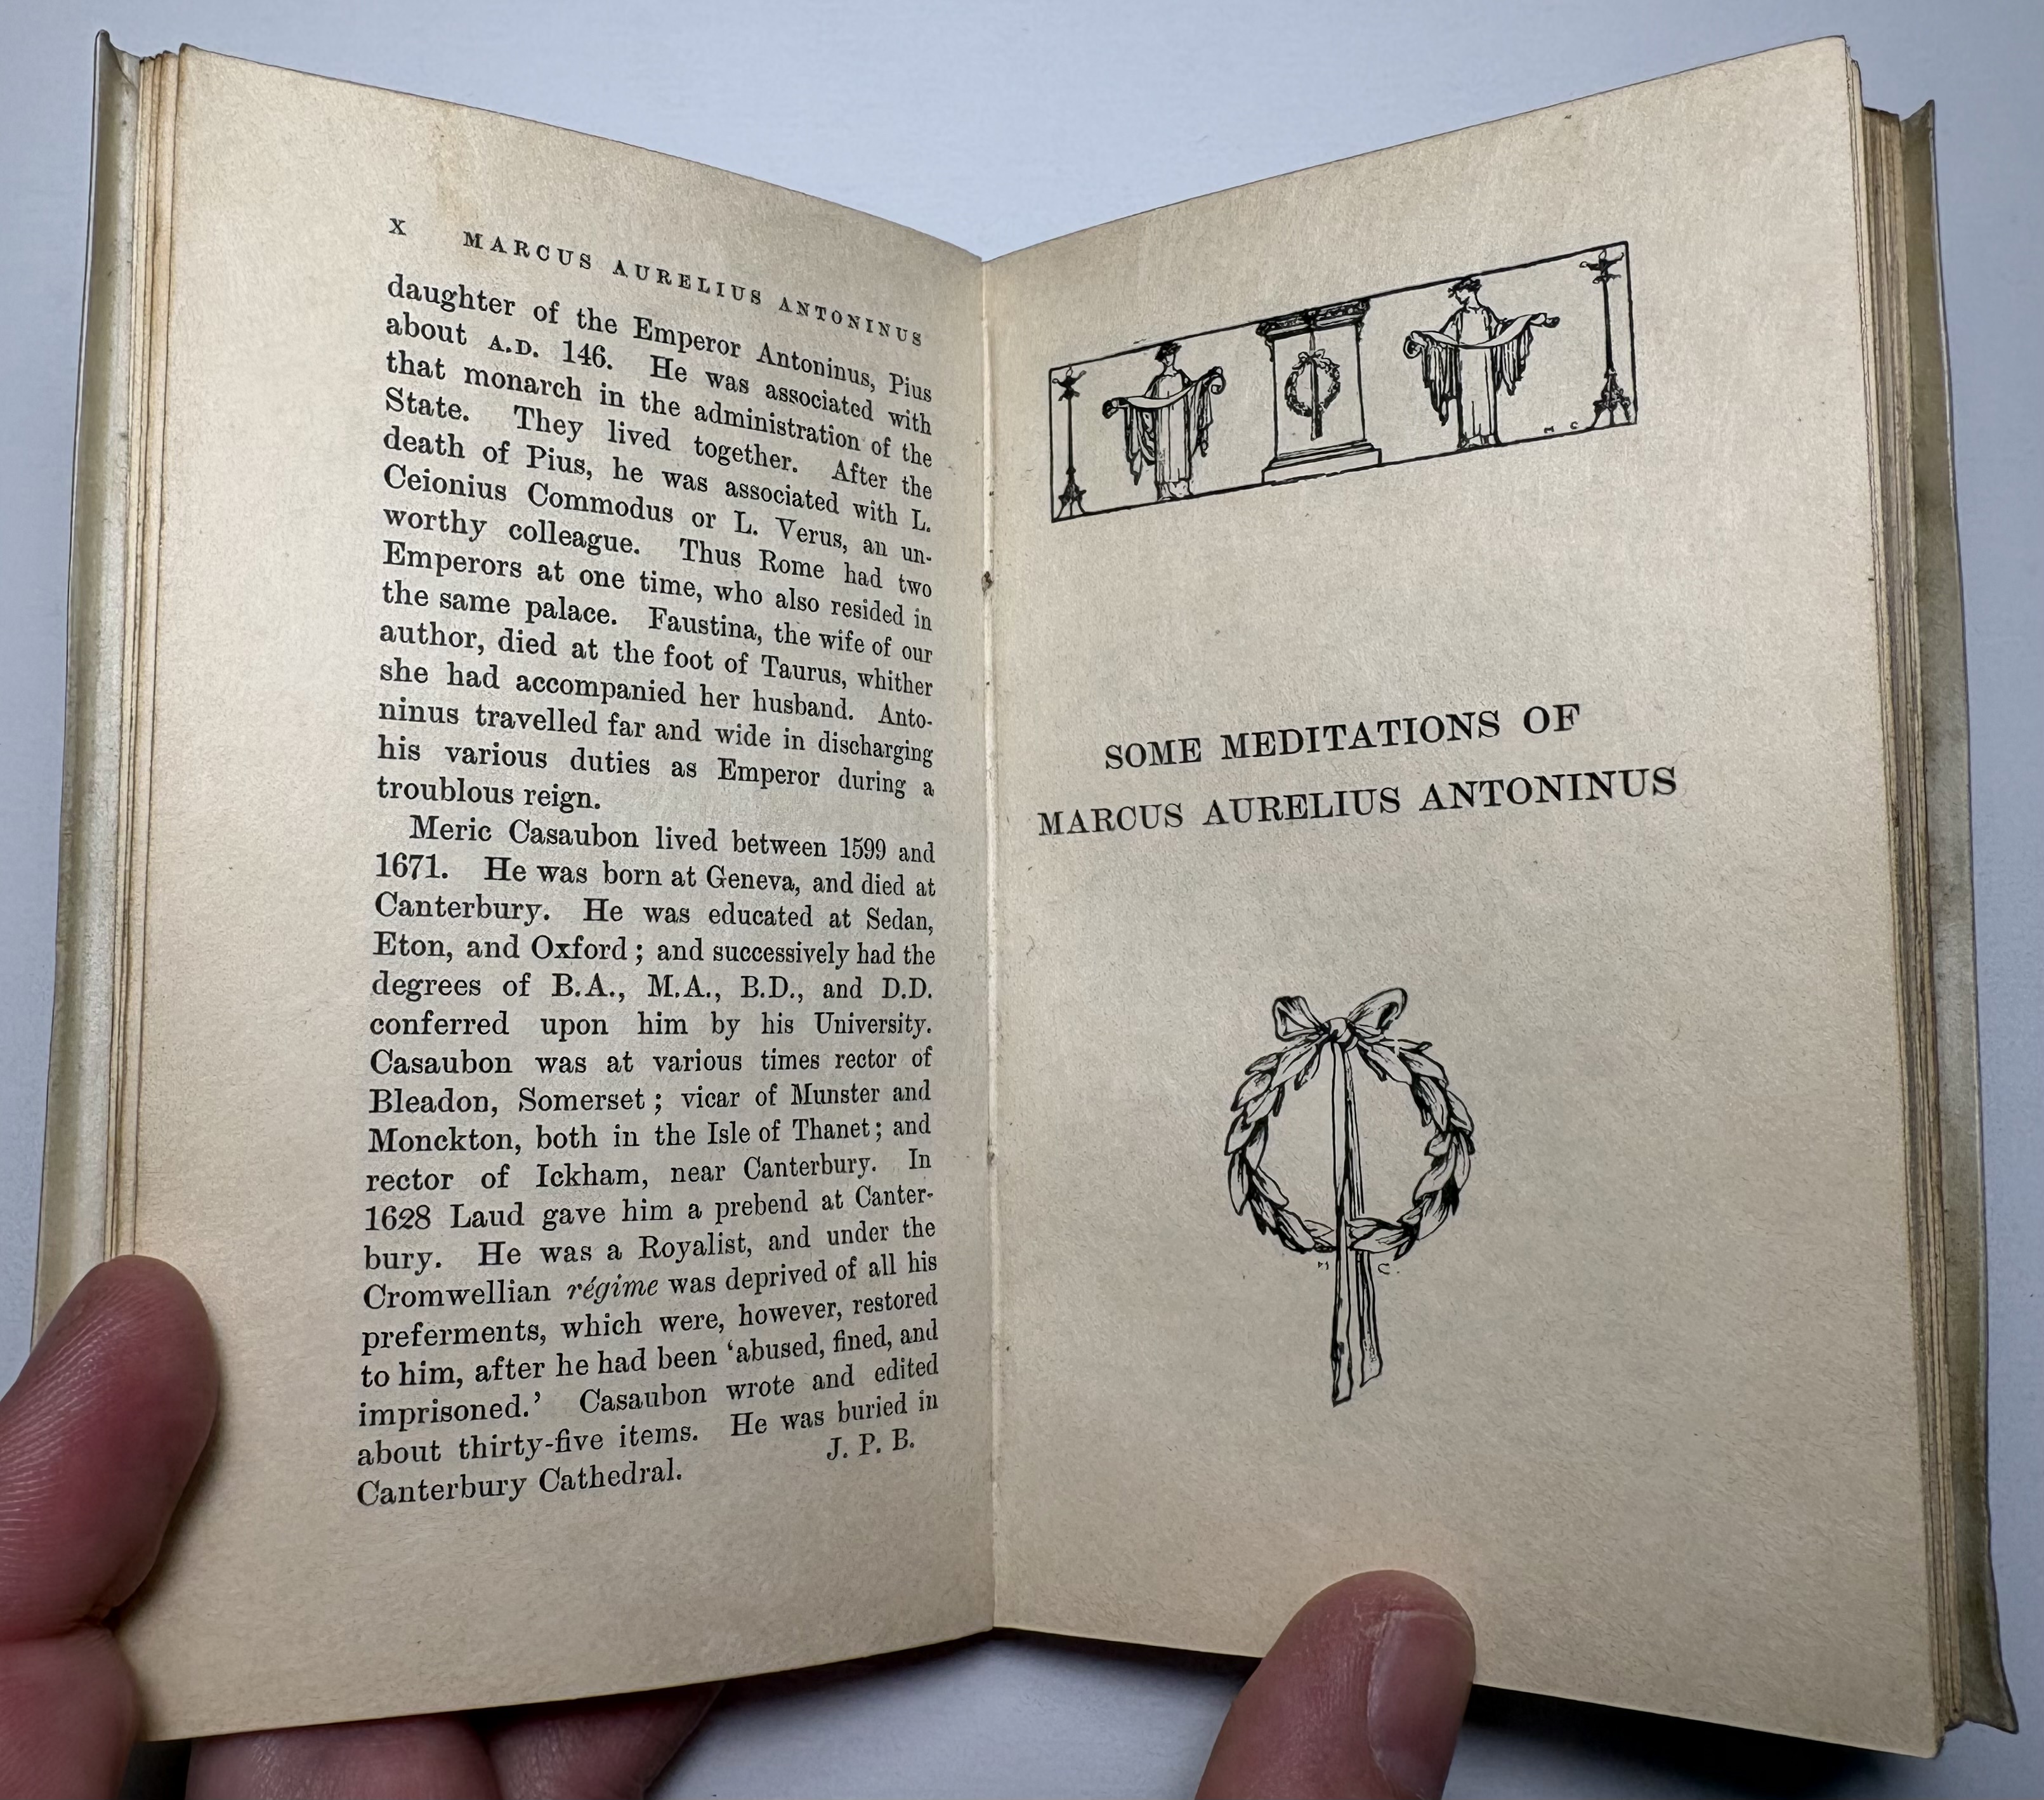 X MARCUS AURELIUS ANTONINUS
daughter of the Emperor Antoninus, Pius
about A.D. 146. He was associated with
that monarch in the administration of the
State. They lived together. After the
death of Pius, he was associated with L.
Ceionius Commodus or L. Verus, an un-
worthy colleague. Thus Rome had two
Emperors at one time, who also resided in
the same palace. Faustina, the wife of our
author, died at the foot of Taurus, whither
she had accompanied her husband. Anto-
ninus travelled far and wide in discharging
his various duties as Emperor during a
troublous reign.
Meric Casaubon lived between 1599 and
1671. He was born at Geneva, and died at
Canterbury. He was educated at Sedan,
Eton, and Oxford; and successively had the
degrees of B.A., M.A., B.D., and D.D.
conferred upon him by his University.
Casaubon was at various times rector of
Bleadon, Somerset; vicar of Munster and
Monckton, both in the Isle of Thanet; and
rector of Ickham, near Canterbury. In
1628 Laud gave him a prebend at Canter-
bury. He was a Royalist, and under the
Cromwellian régime was deprived of all his
preferments, which were, however, restored
to him, after he had been ‘abused, fined, and
imprisoned.’ Casaubon wrote and edited
about thirty-five items. He was buried in
Canterbury Cathedral. J. P. B.
M C
SOME MEDITATIONS OF
MARCUS AURELIUS ANTONINUS
M C.